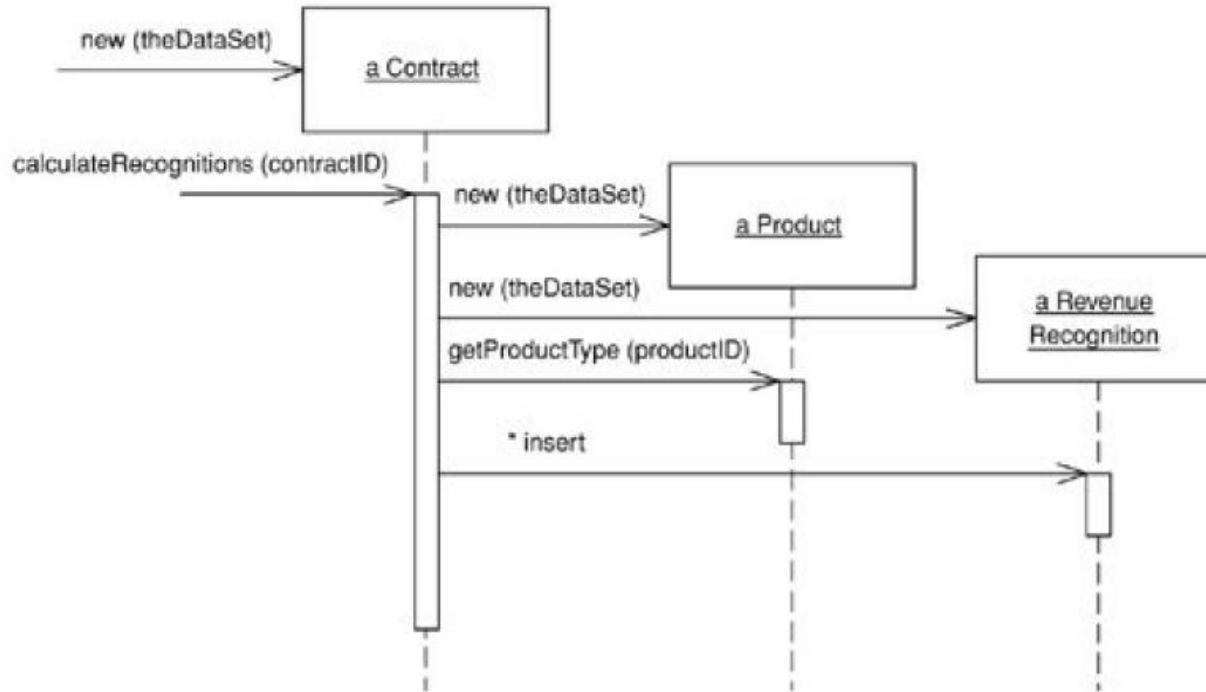 new (theDataSet)
a Contract
calculateRecognitions (contractID)
new (theDataSet)
a Product
new (theDataSet)
a Revenue
Recognition
getProductType (productID)
* insert